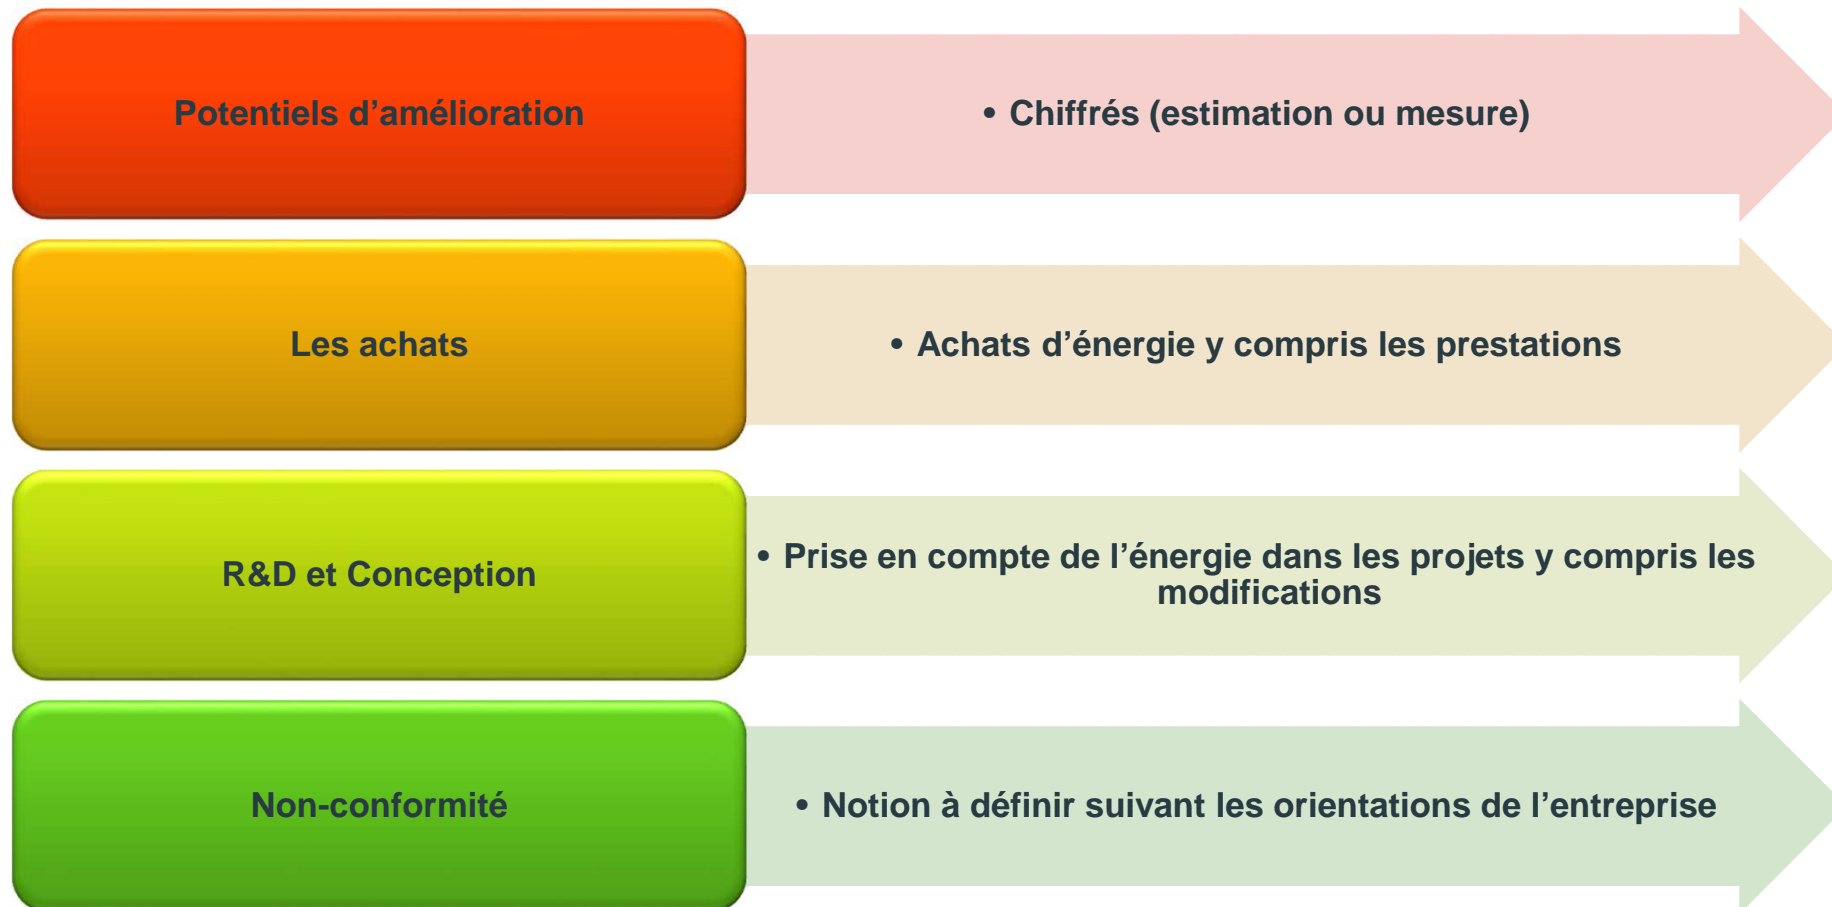 Potentiels d’amélioration
• Chiffrés (estimation ou mesure)
Les achats
• Achats d’énergie y compris les prestations
R&D et Conception
• Prise en compte de l’énergie dans les projets y compris les
modifications
Non-conformité
• Notion à définir suivant les orientations de l’entreprise